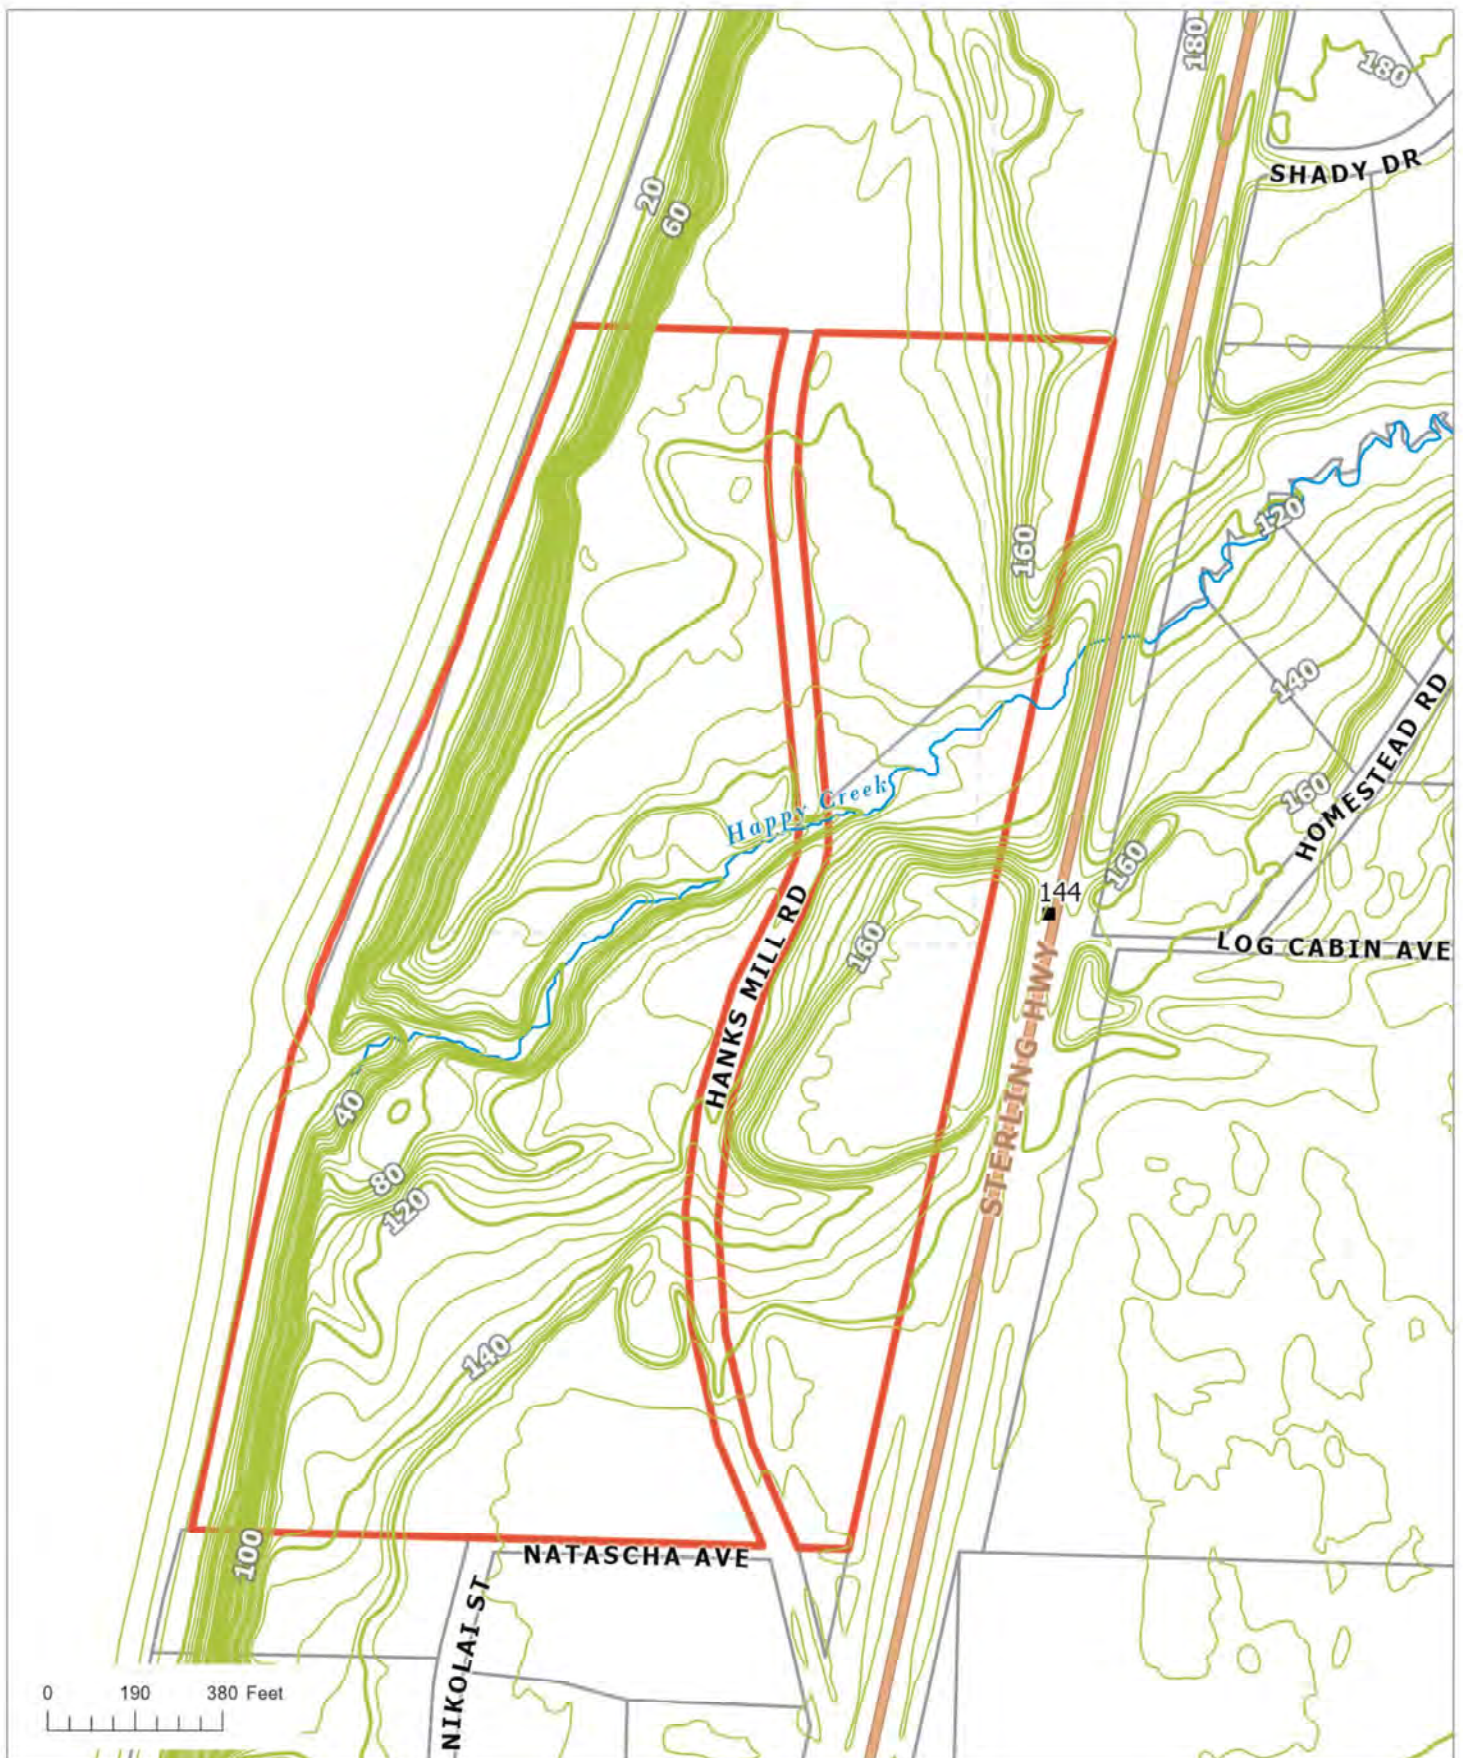 180
180
SHADY DR
20
60
160
120
140
HOMESTEAD RD
160
Happy Creek
160
144
HANKS MILL RD
160
LOG CABIN AVE
STERLING HWY
40
80
120
140
100
NATASCHA AVE
NIKOLAI ST
0 190 380 Feet